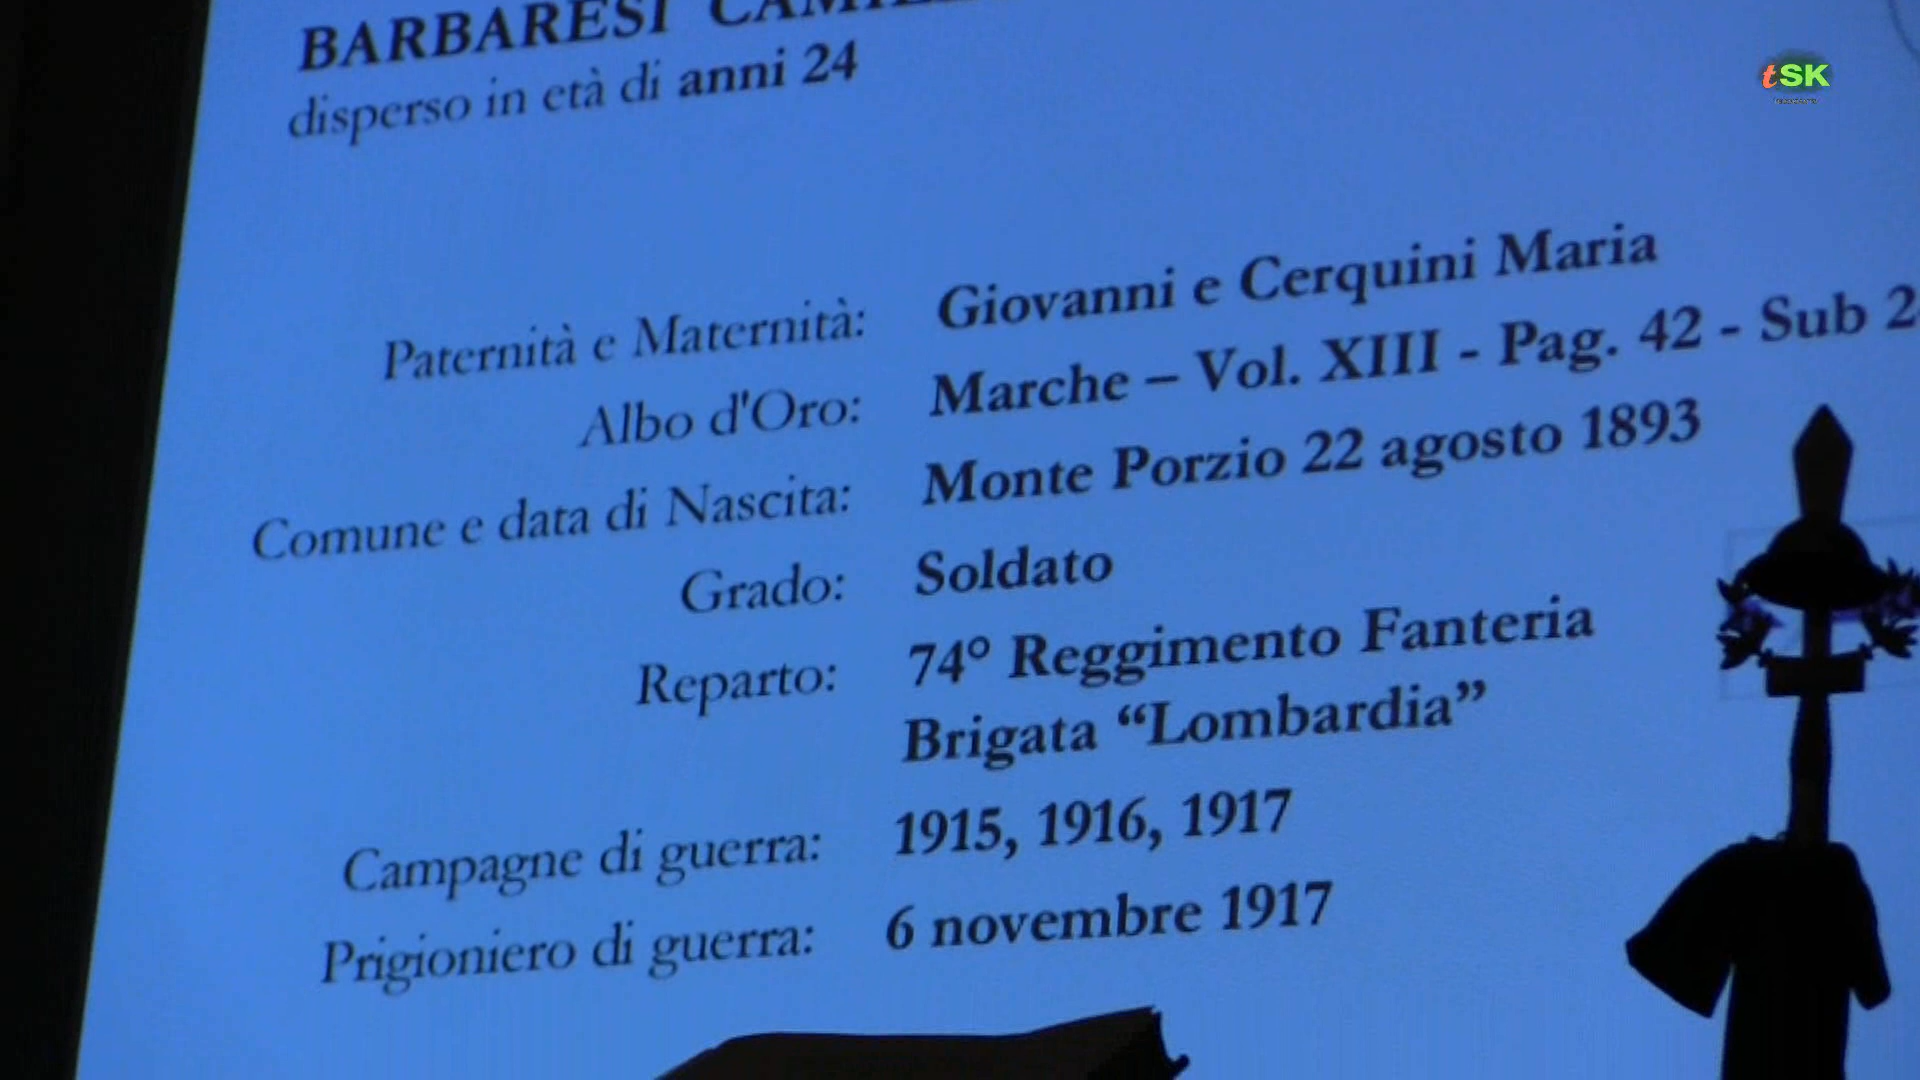 BARBARESI
disperso in età di anni 24
tSK
Paternità e Maternità: Giovanni e Cerquini Maria
Albo d'Oro: Marche – Vol. XIII - Pag. 42 - Sub 2
Comune e data di Nascita: Monte Porzio 22 agosto 1893
Grado: Soldato
Reparto: 74° Reggimento Fanteria
Brigata “Lombardia”
Campagne di guerra: 1915, 1916, 1917
Prigioniero di guerra: 6 novembre 1917